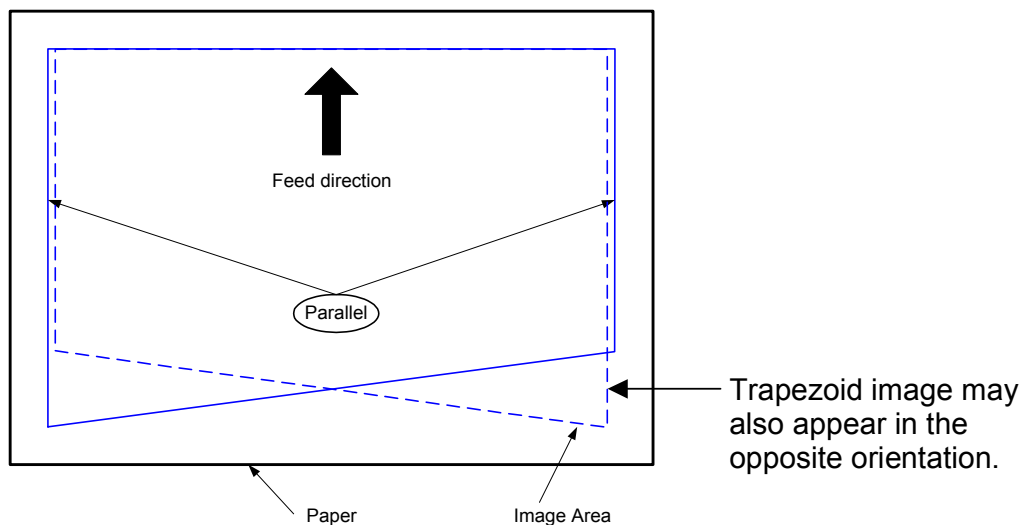 Feed direction
Parallel
Trapezoid image may
also appear in the
opposite orientation.
Paper
Image Area